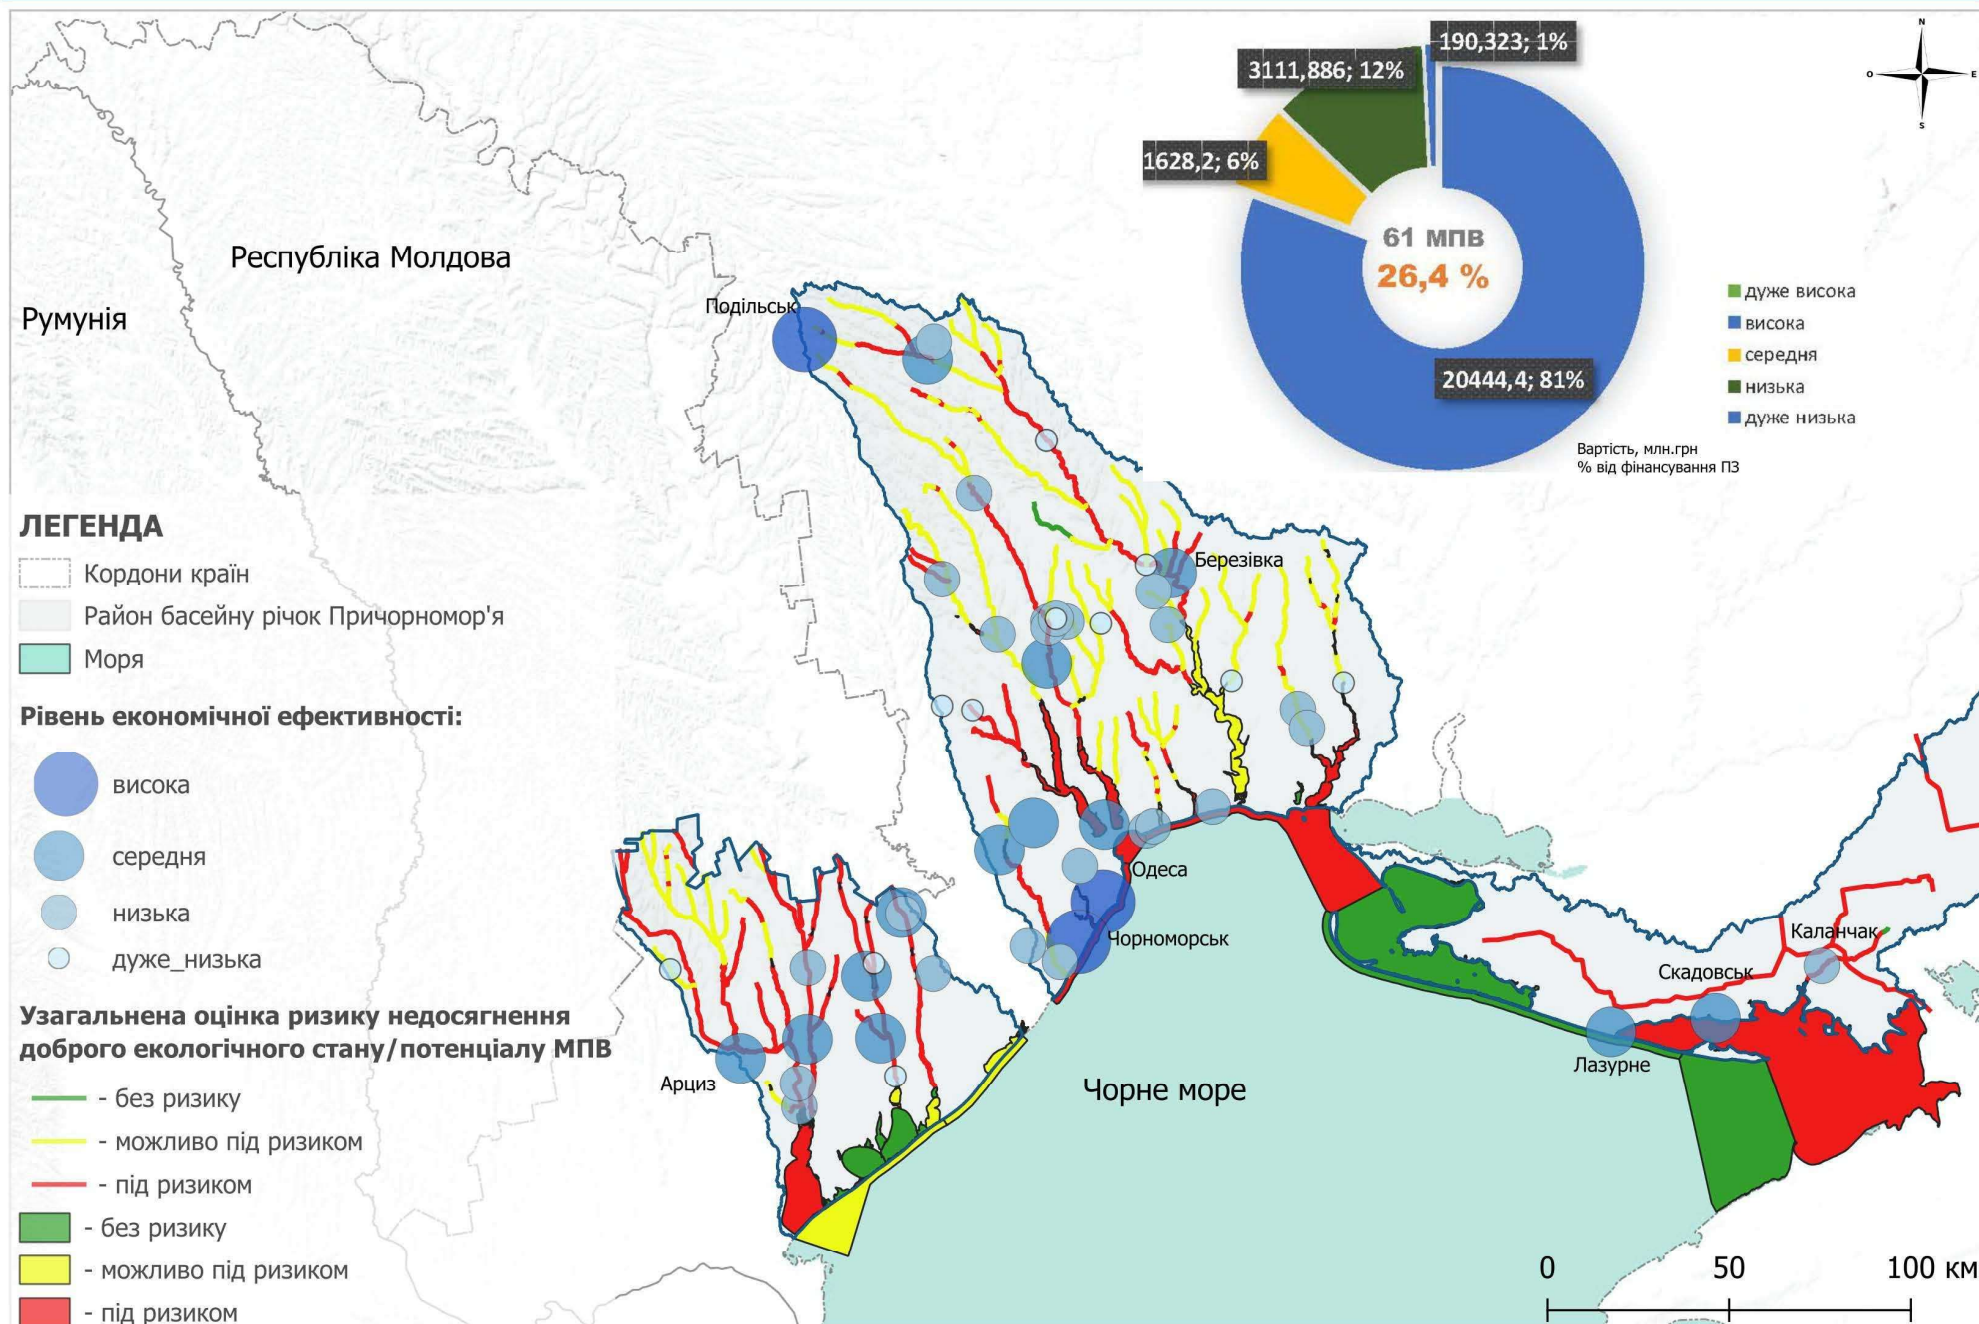 190,323; 1%
3111,886; 12%
1628,2; 6%
61 МПВ
26,4 %
20444,4; 81%
дуже висока
висока
середня
низька
дуже низька
Вартість, млн.грн
% від фінансування ПЗ
N
O
E
S
Республіка Молдова
Румунія
Подільськ
Березівка
Одеса
Чорноморськ
Арциз
Чорне море
Каланчак
Скадовськ
Лазурне
ЛЕГЕНДА
Кордони країн
Район басейну річок Причорномор'я
Моря
Рівень економічної ефективності:
висока
середня
низька
дуже_низька
Узагальнена оцінка ризику недосягнення
доброго екологічного стану/потенціалу МПВ
- без ризику
- можливо під ризиком
- під ризиком
- без ризику
- можливо під ризиком
- під ризиком
0 50 100 км